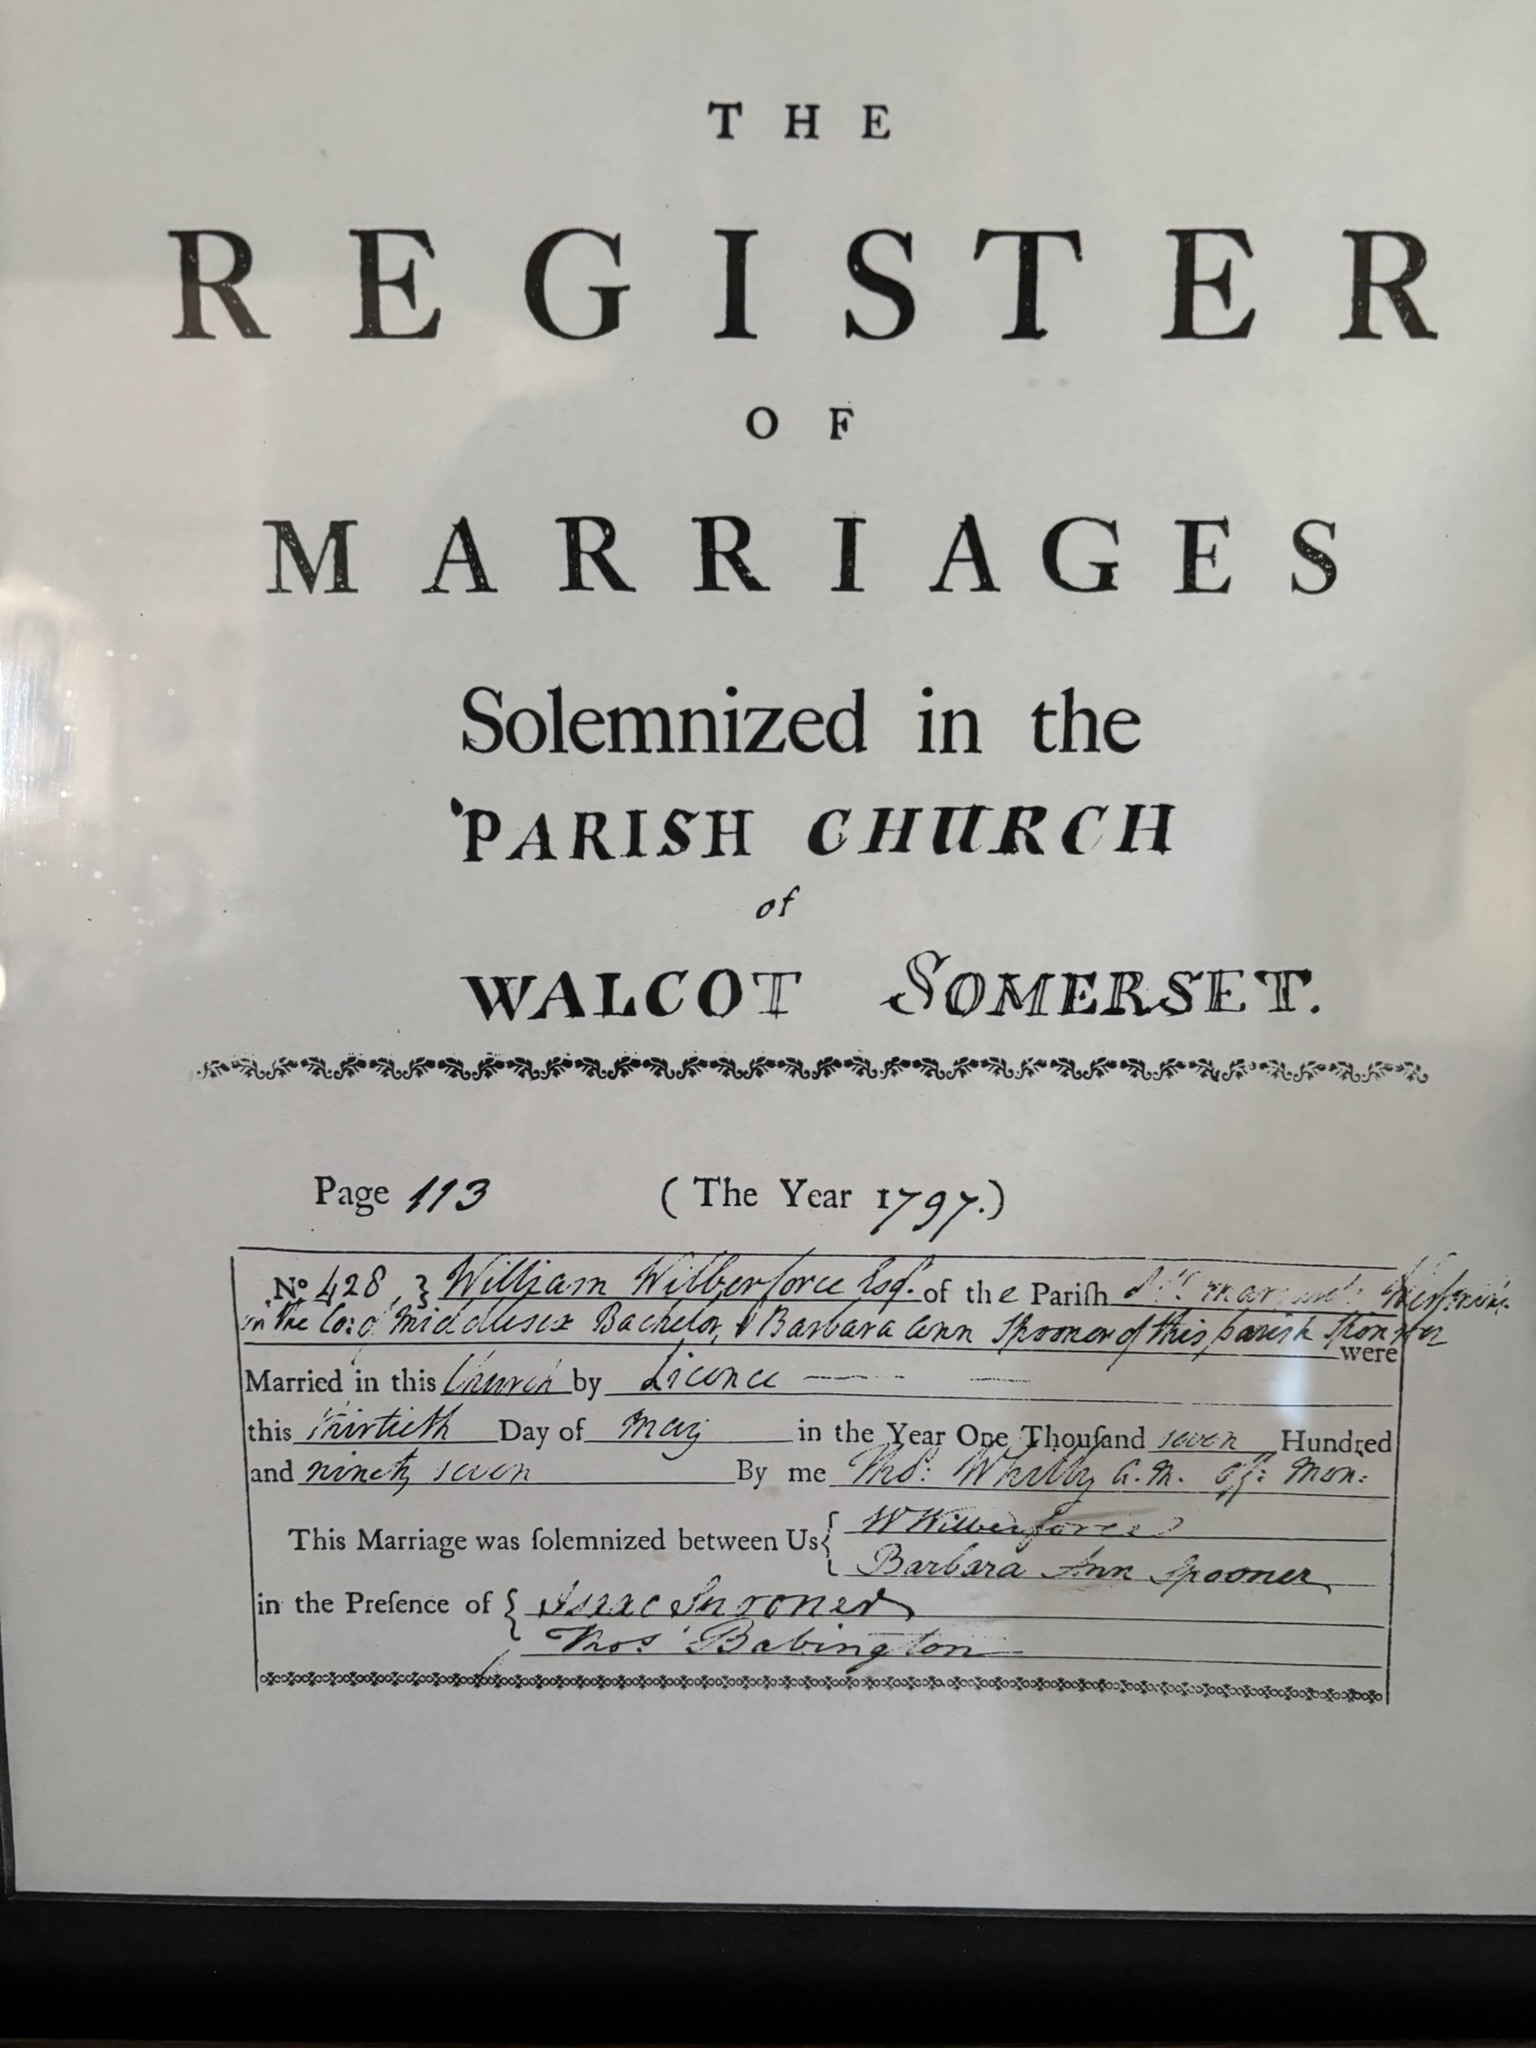 THE
REGISTER
OF
MARRIAGES
Solemnized in the
PARISH CHURCH
of
WALCOT SOMERSET.
Page 113 (The Year 1797.)
No 428, } William Wilberforce Esqr. of the Pariſh
in the Co: of Middlesex Bachelor, & Barbara Ann Spooner of this parish Spinster
were
Married in this Church by Licence
this Thirtieth Day of May in the Year One Thouſand seven Hundred
and ninety seven By me Thos: A.M.
This Marriage was ſolemnized between Us { W Wilberforce
Barbara Ann Spooner
in the Preſence of { Isaac Spooner
Thos. Babington